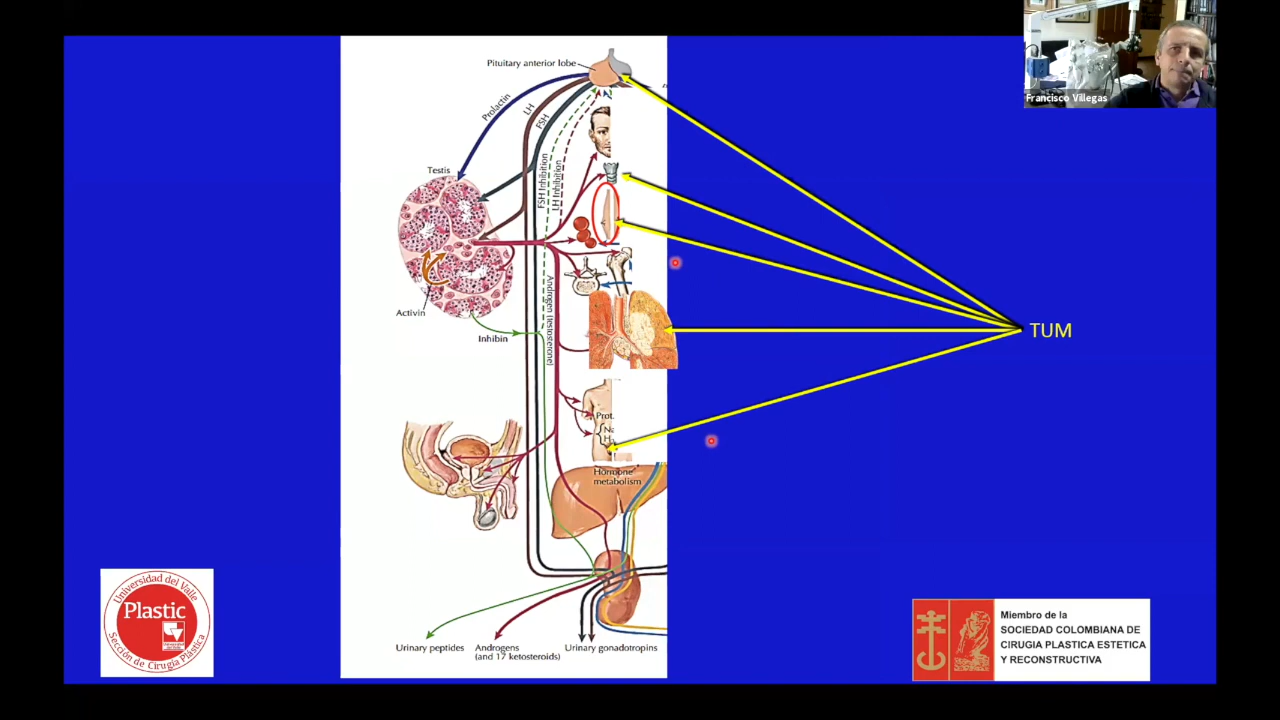 Francisco Villegas
Pituitary anterior lobe
Prolactin
LH
FSH
Testis
FSH Inhibition
LH Inhibition
Activin
Inhibin
Androgen (testosterone)
TUM
Prot.
Hormone
metabolism
Urinary peptides
Androgens
(and 17 ketosteroids)
Urinary gonadotropins
Universidad del Valle
Plastic
Sección de Cirugía Plástica
Miembro de la
SOCIEDAD COLOMBIANA DE
CIRUGIA PLASTICA ESTETICA
Y RECONSTRUCTIVA